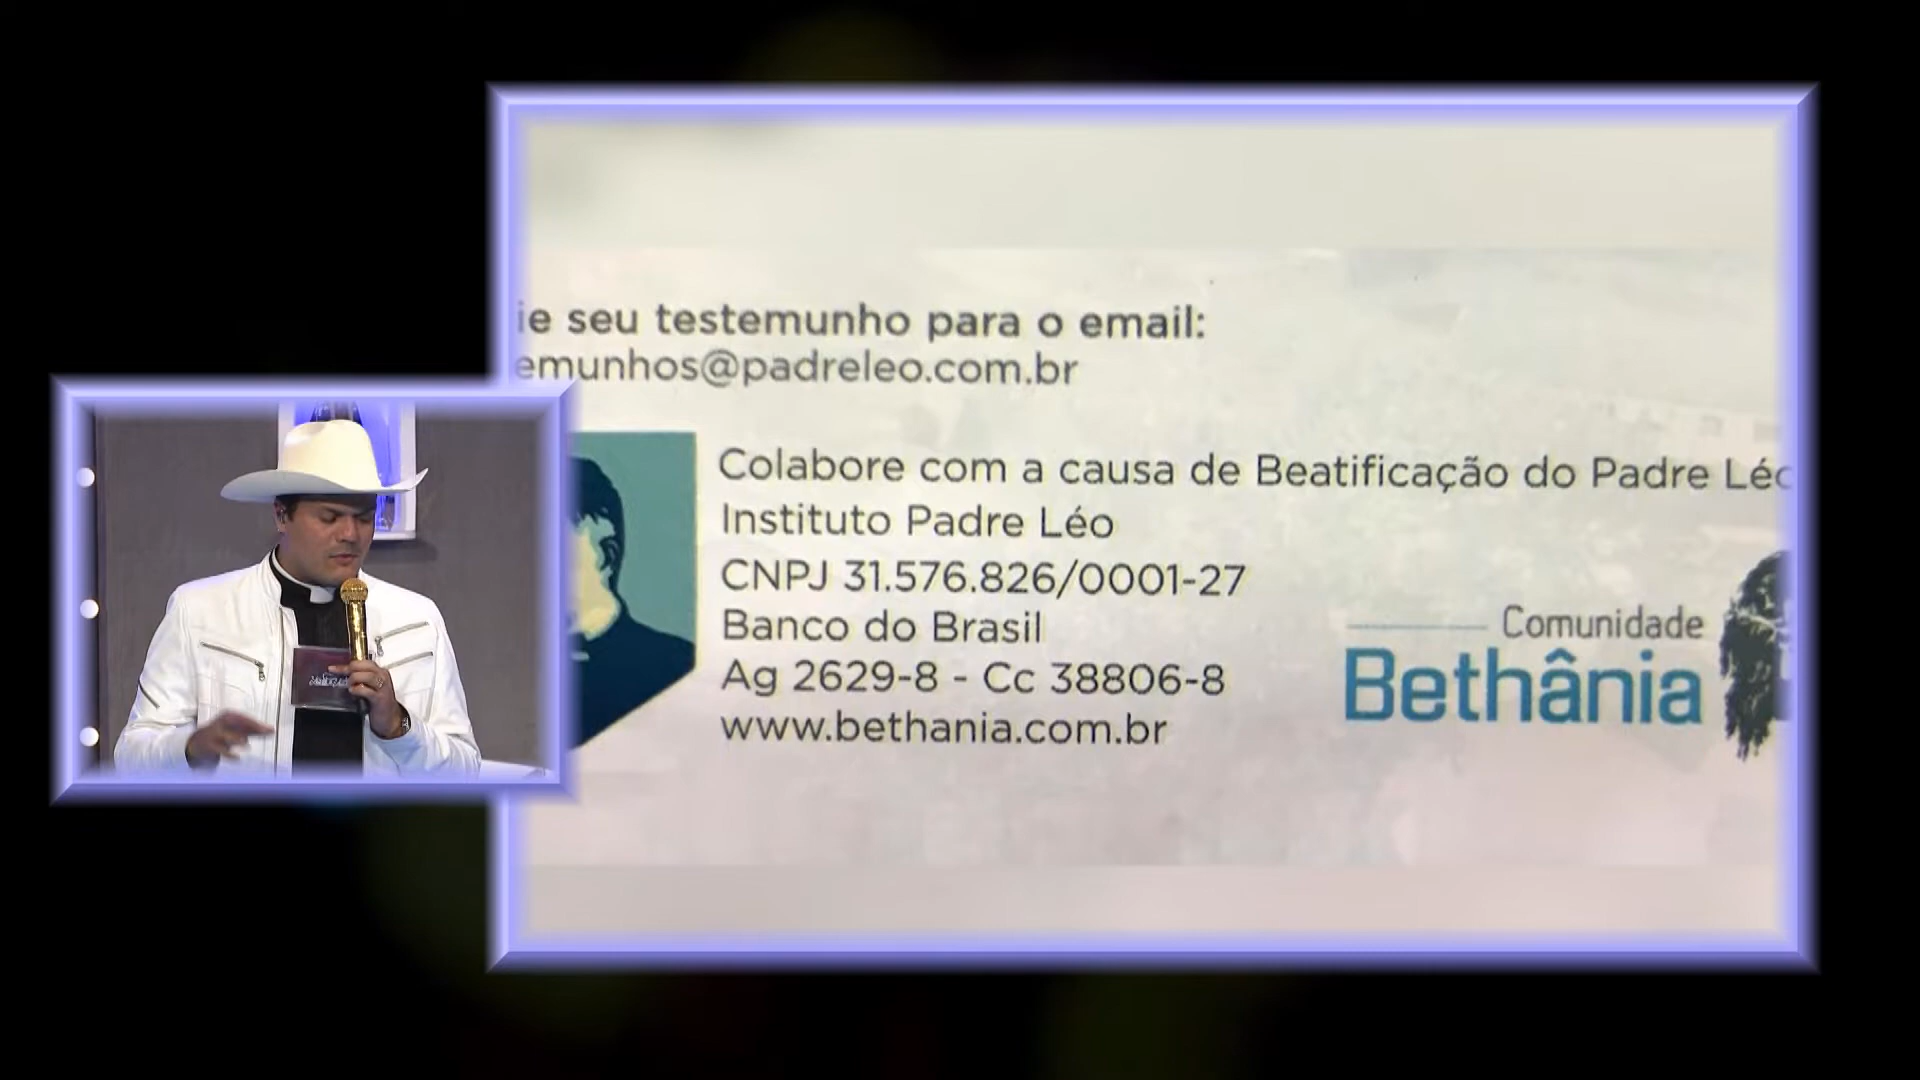 ie seu testemunho para o email:
emunhos@padreleo.com.br
Colabore com a causa de Beatificação do Padre Léo
Instituto Padre Léo
CNPJ 31.576.826/0001-27
Banco do Brasil
Ag 2629-8 - Cc 38806-8
www.bethania.com.br
Comunidade
Bethânia